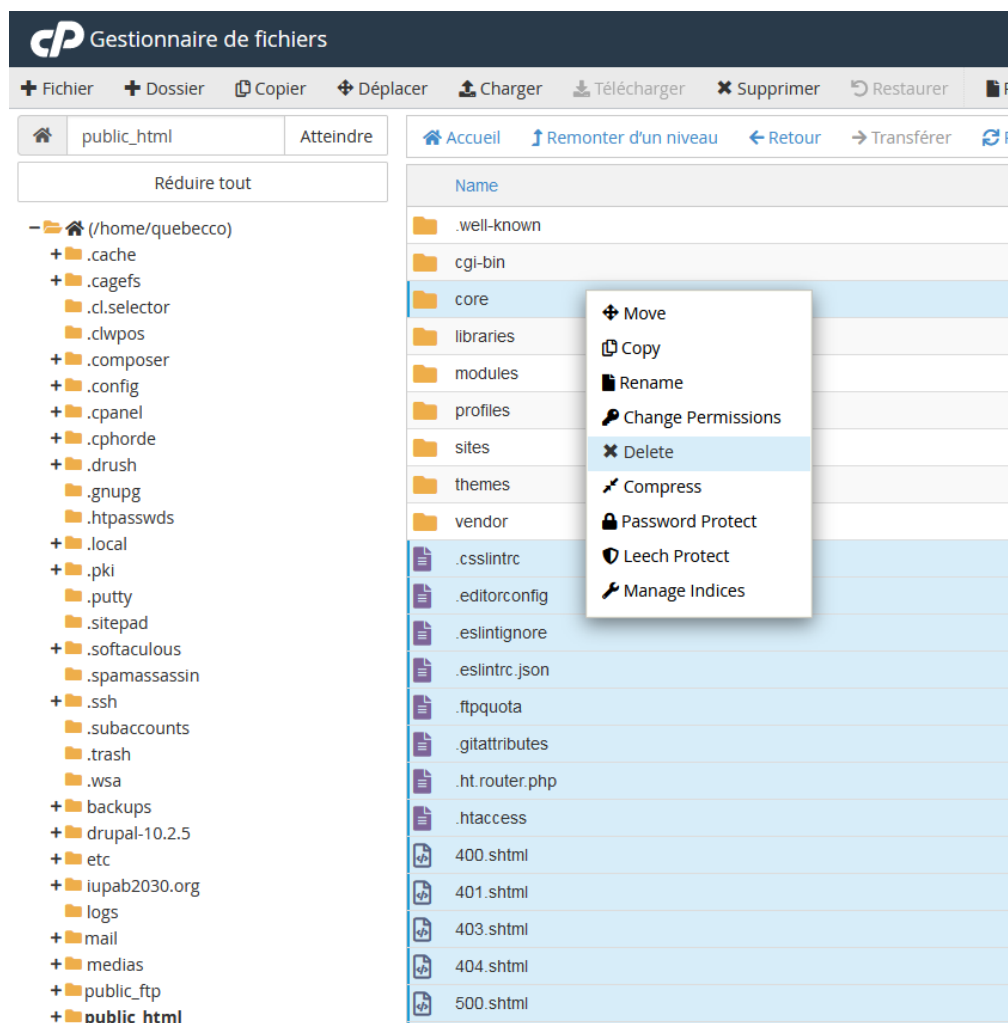 cP Gestionnaire de fichiers
Fichier Dossier Copier Déplacer Charger Télécharger Supprimer Restaurer
public_html Atteindre
Réduire tout
(/home/quebecco)
.cache
.cagefs
.cl.selector
.clwpos
.composer
.config
.cpanel
.cphorde
.drush
.gnupg
.htpasswds
.local
.pki
.putty
.sitepad
.softaculous
.spamassassin
.ssh
.subaccounts
.trash
.wsa
backups
drupal-10.2.5
etc
iupab2030.org
logs
mail
medias
public_ftp
public_html
Accueil Remonter d'un niveau Retour Transférer
Name
.well-known
cgi-bin
core
libraries
modules
profiles
sites
themes
vendor
.csslintrc
.editorconfig
.eslintignore
.eslintrc.json
.ftpquota
.gitattributes
.ht.router.php
.htaccess
400.shtml
401.shtml
403.shtml
404.shtml
500.shtml
Move
Copy
Rename
Change Permissions
Delete
Compress
Password Protect
Leech Protect
Manage Indices